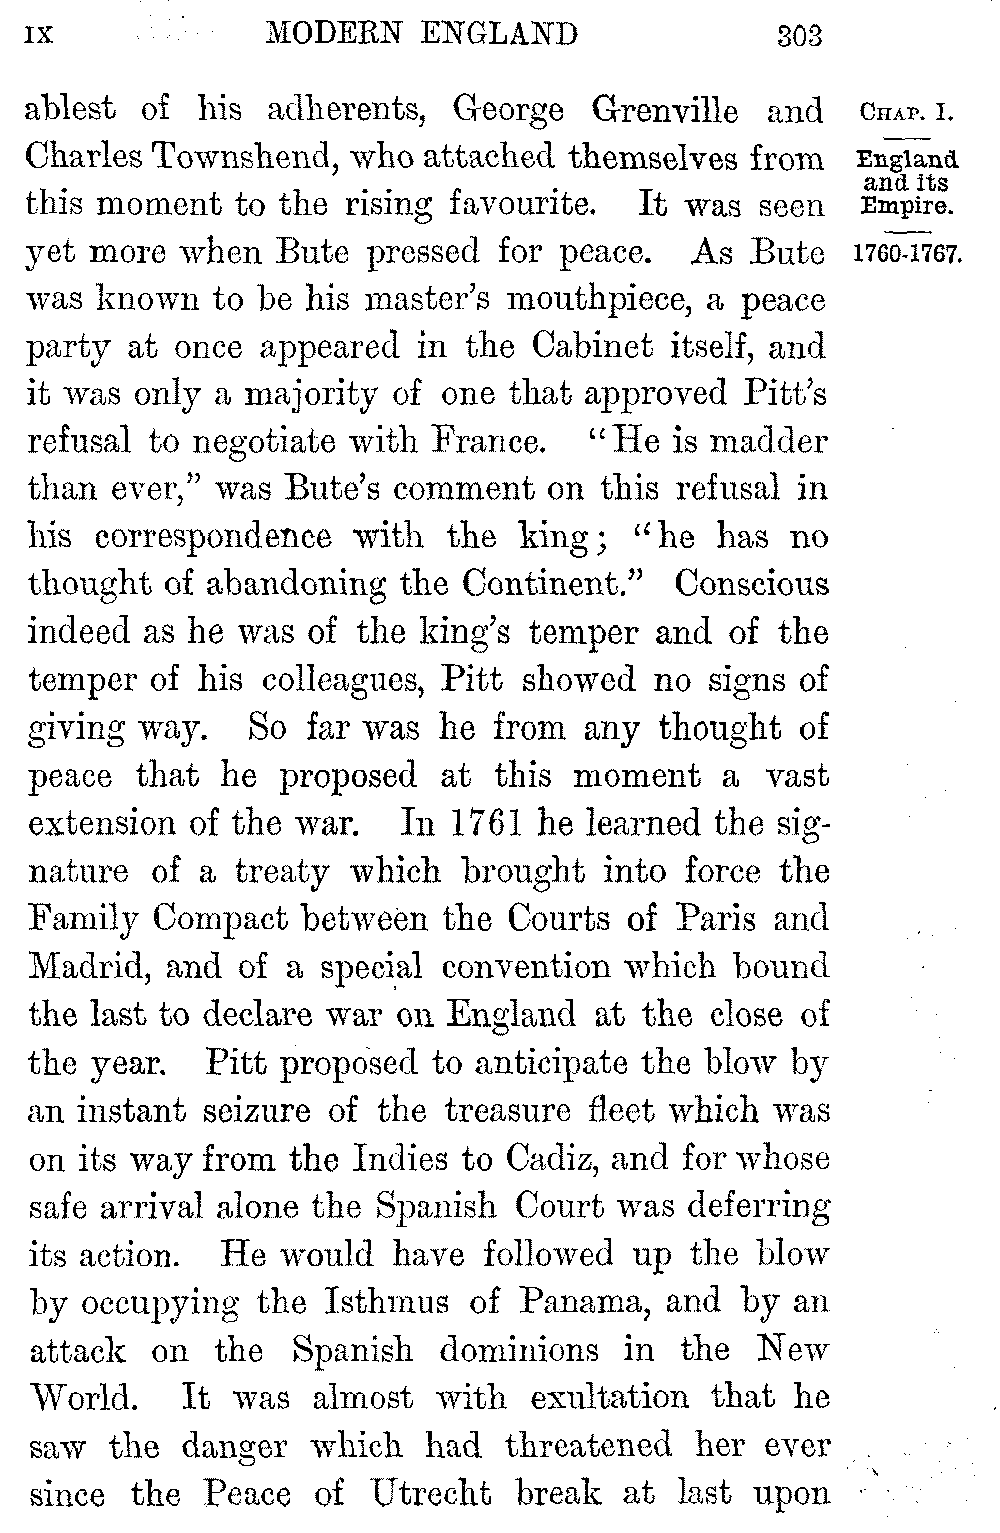 IX MODERN ENGLAND 303
ablest of his adherents, George Grenville and
Charles Townshend, who attached themselves from
this moment to the rising favourite. It was seen
yet more when Bute pressed for peace. As Bute
was known to be his master's mouthpiece, a peace
party at once appeared in the Cabinet itself, and
it was only a majority of one that approved Pitt's
refusal to negotiate with France. "He is madder
than ever," was Bute's comment on this refusal in
his correspondence with the king; "he has no
thought of abandoning the Continent." Conscious
indeed as he was of the king's temper and of the
temper of his colleagues, Pitt showed no signs of
giving way. So far was he from any thought of
peace that he proposed at this moment a vast
extension of the war. In 1761 he learned the sig-
nature of a treaty which brought into force the
Family Compact between the Courts of Paris and
Madrid, and of a special convention which bound
the last to declare war on England at the close of
the year. Pitt proposed to anticipate the blow by
an instant seizure of the treasure fleet which was
on its way from the Indies to Cadiz, and for whose
safe arrival alone the Spanish Court was deferring
its action. He would have followed up the blow
by occupying the Isthmus of Panama, and by an
attack on the Spanish dominions in the New
World. It was almost with exultation that he
saw the danger which had threatened her ever
since the Peace of Utrecht break at last upon
CHAP. I.
England
and its
Empire.
1760-1767.